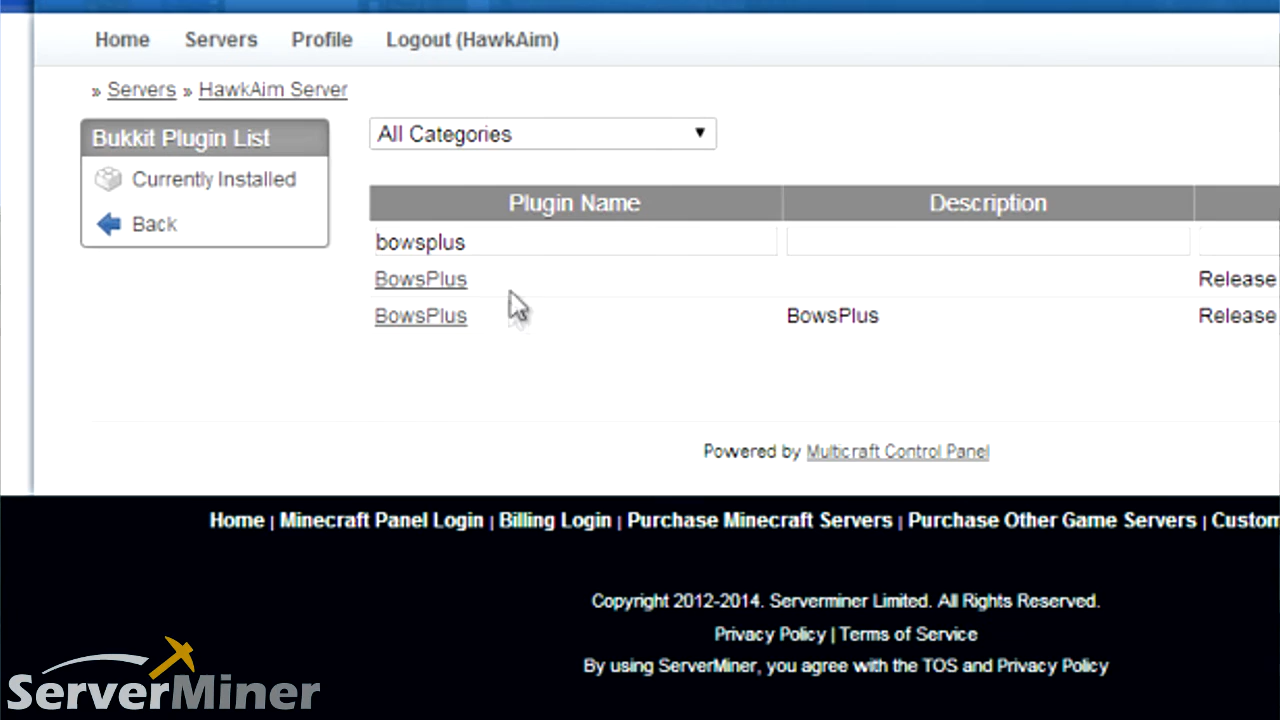 Home Servers Profile Logout (HawkAim)
» Servers » HawkAim Server
Bukkit Plugin List
Currently Installed
Back
All Categories
Plugin Name Description
bowsplus
BowsPlus Release
BowsPlus BowsPlus Release
Powered by Multicraft Control Panel
Home | Minecraft Panel Login | Billing Login | Purchase Minecraft Servers | Purchase Other Game Servers | Custom
Copyright 2012-2014. Serverminer Limited. All Rights Reserved.
Privacy Policy | Terms of Service
By using ServerMiner, you agree with the TOS and Privacy Policy
ServerMiner